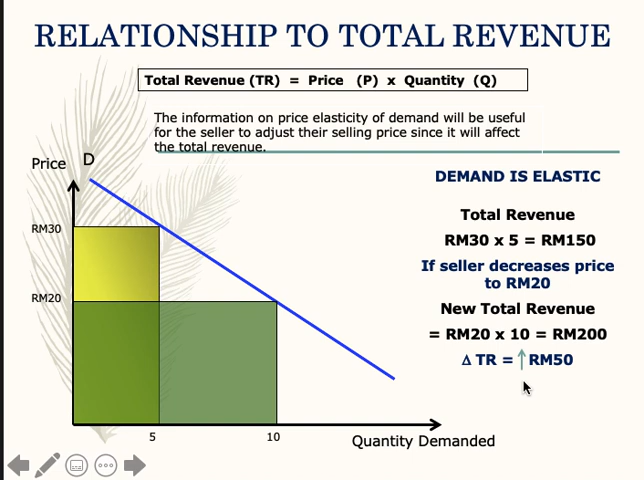 RELATIONSHIP TO TOTAL REVENUE
Total Revenue (TR) = Price (P) x Quantity (Q)
The information on price elasticity of demand will be useful
for the seller to adjust their selling price since it will affect
the total revenue.
Price
D
RM30
RM20
5
10
Quantity Demanded
DEMAND IS ELASTIC
Total Revenue
RM30 x 5 = RM150
If seller decreases price
to RM20
New Total Revenue
= RM20 x 10 = RM200
Δ TR = ↑ RM50